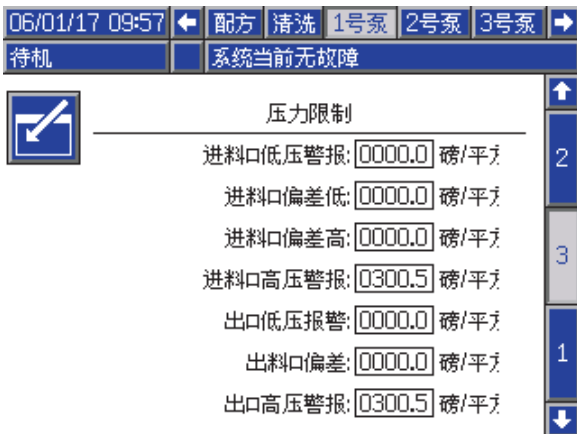 06/01/17 09:57 配方 清洗 1号泵 2号泵 3号泵
待机 系统当前无故障
压力限制
进料口低压警报: 0000.0 磅/平方
进料口偏差低: 0000.0 磅/平方
进料口偏差高: 0000.0 磅/平方
进料口高压警报: 0300.5 磅/平方
出口低压报警: 0000.0 磅/平方
出料口偏差: 0000.0 磅/平方
出口高压警报: 0300.5 磅/平方
2
3
1